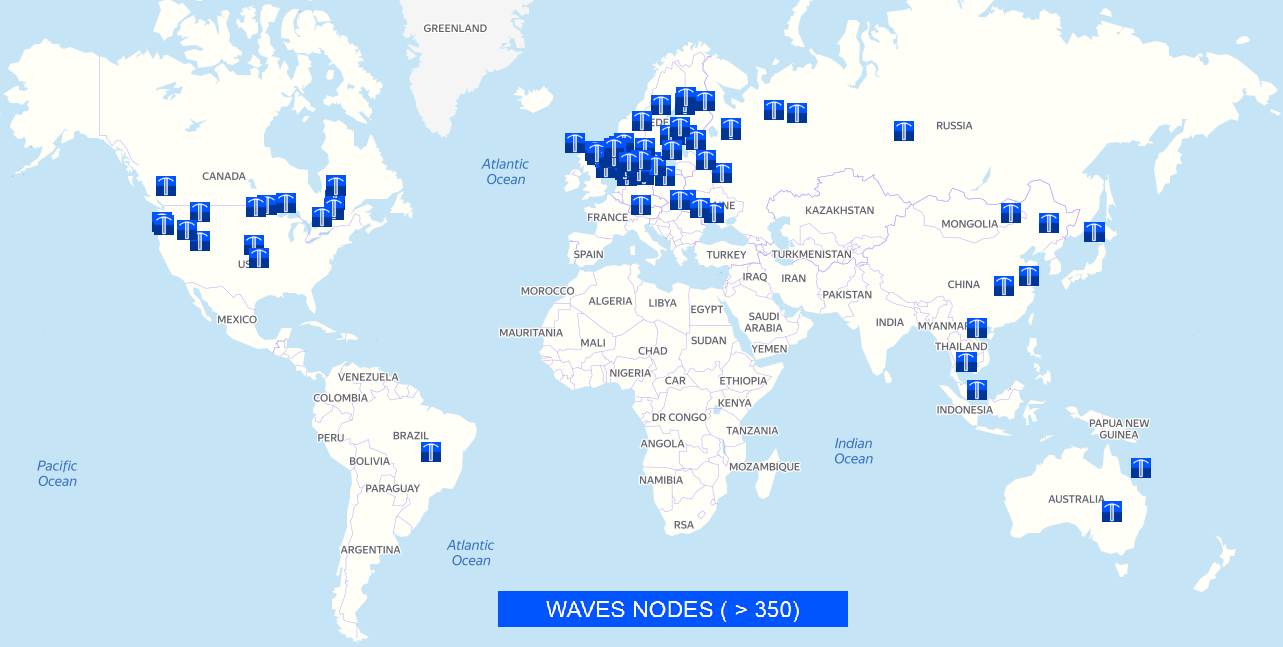 GREENLAND
RUSSIA
EDE
Atlantic
Ocean
CANADA
NE
FRANCE
KAZAKHSTAN
MONGOLIA
SPAIN
TURKEY
TURKMENISTAN
US
IRAQ
IRAN
CHINA
MOROCCO
ALGERIA
LIBYA
EGYPT
PAKISTAN
MEXICO
MAURITANIA
SAUDI
ARABIA
INDIA
MYANMAR
MALI
SUDAN
CHAD
YEMEN
THAILAND
VENEZUELA
NIGERIA
CAR
ETHIOPIA
COLOMBIA
KENYA
INDONESIA
DR CONGO
PAPUA NEW
GUINEA
PERU
BRAZIL
ANGOLA
TANZANIA
Indian
Ocean
Pacific
Ocean
BOLIVIA
MOZAMBIQUE
PARAGUAY
NAMIBIA
AUSTRALIA
RSA
ARGENTINA
Atlantic
Ocean
WAVES NODES ( > 350)